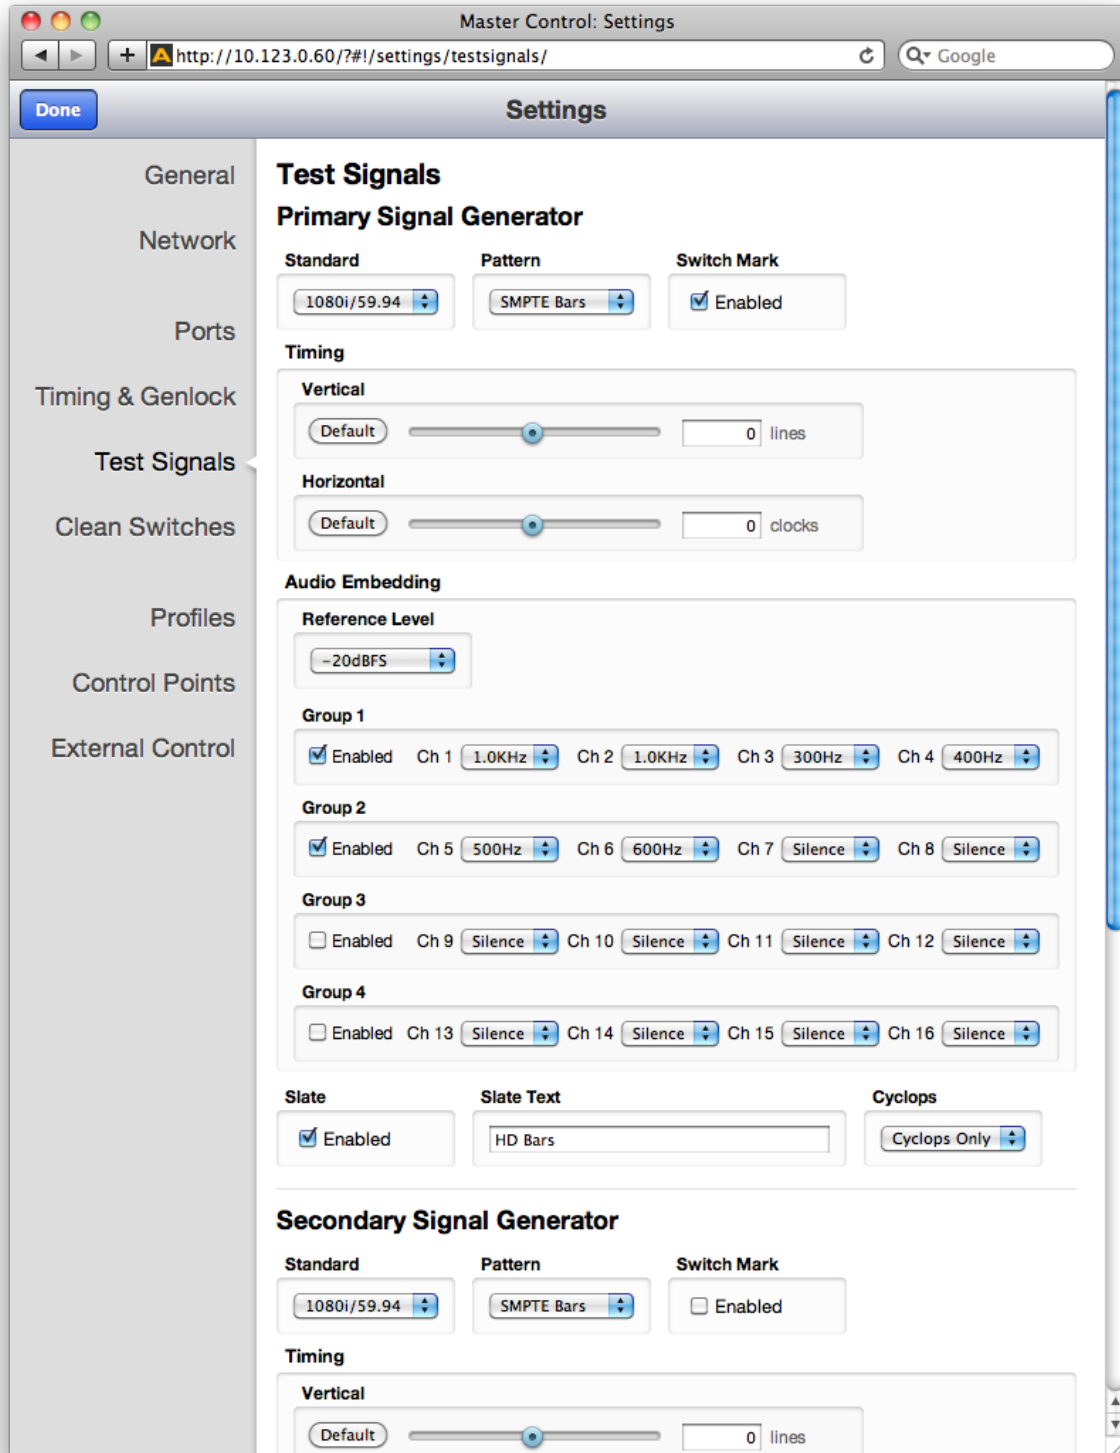 Master Control: Settings
http://10.123.0.60/?#!/settings/testsignals/
Google
Done
Settings
General
Network
Ports
Timing & Genlock
Test Signals
Clean Switches
Profiles
Control Points
External Control
Test Signals
Primary Signal Generator
Standard Pattern Switch Mark
1080i/59.94 SMPTE Bars Enabled
Timing
Vertical
Default 0 lines
Horizontal
Default 0 clocks
Audio Embedding
Reference Level
-20dBFS
Group 1
Enabled Ch 1 1.0KHz Ch 2 1.0KHz Ch 3 300Hz Ch 4 400Hz
Group 2
Enabled Ch 5 500Hz Ch 6 600Hz Ch 7 Silence Ch 8 Silence
Group 3
Enabled Ch 9 Silence Ch 10 Silence Ch 11 Silence Ch 12 Silence
Group 4
Enabled Ch 13 Silence Ch 14 Silence Ch 15 Silence Ch 16 Silence
Slate Slate Text Cyclops
Enabled HD Bars Cyclops Only
Secondary Signal Generator
Standard Pattern Switch Mark
1080i/59.94 SMPTE Bars Enabled
Timing
Vertical
Default 0 lines